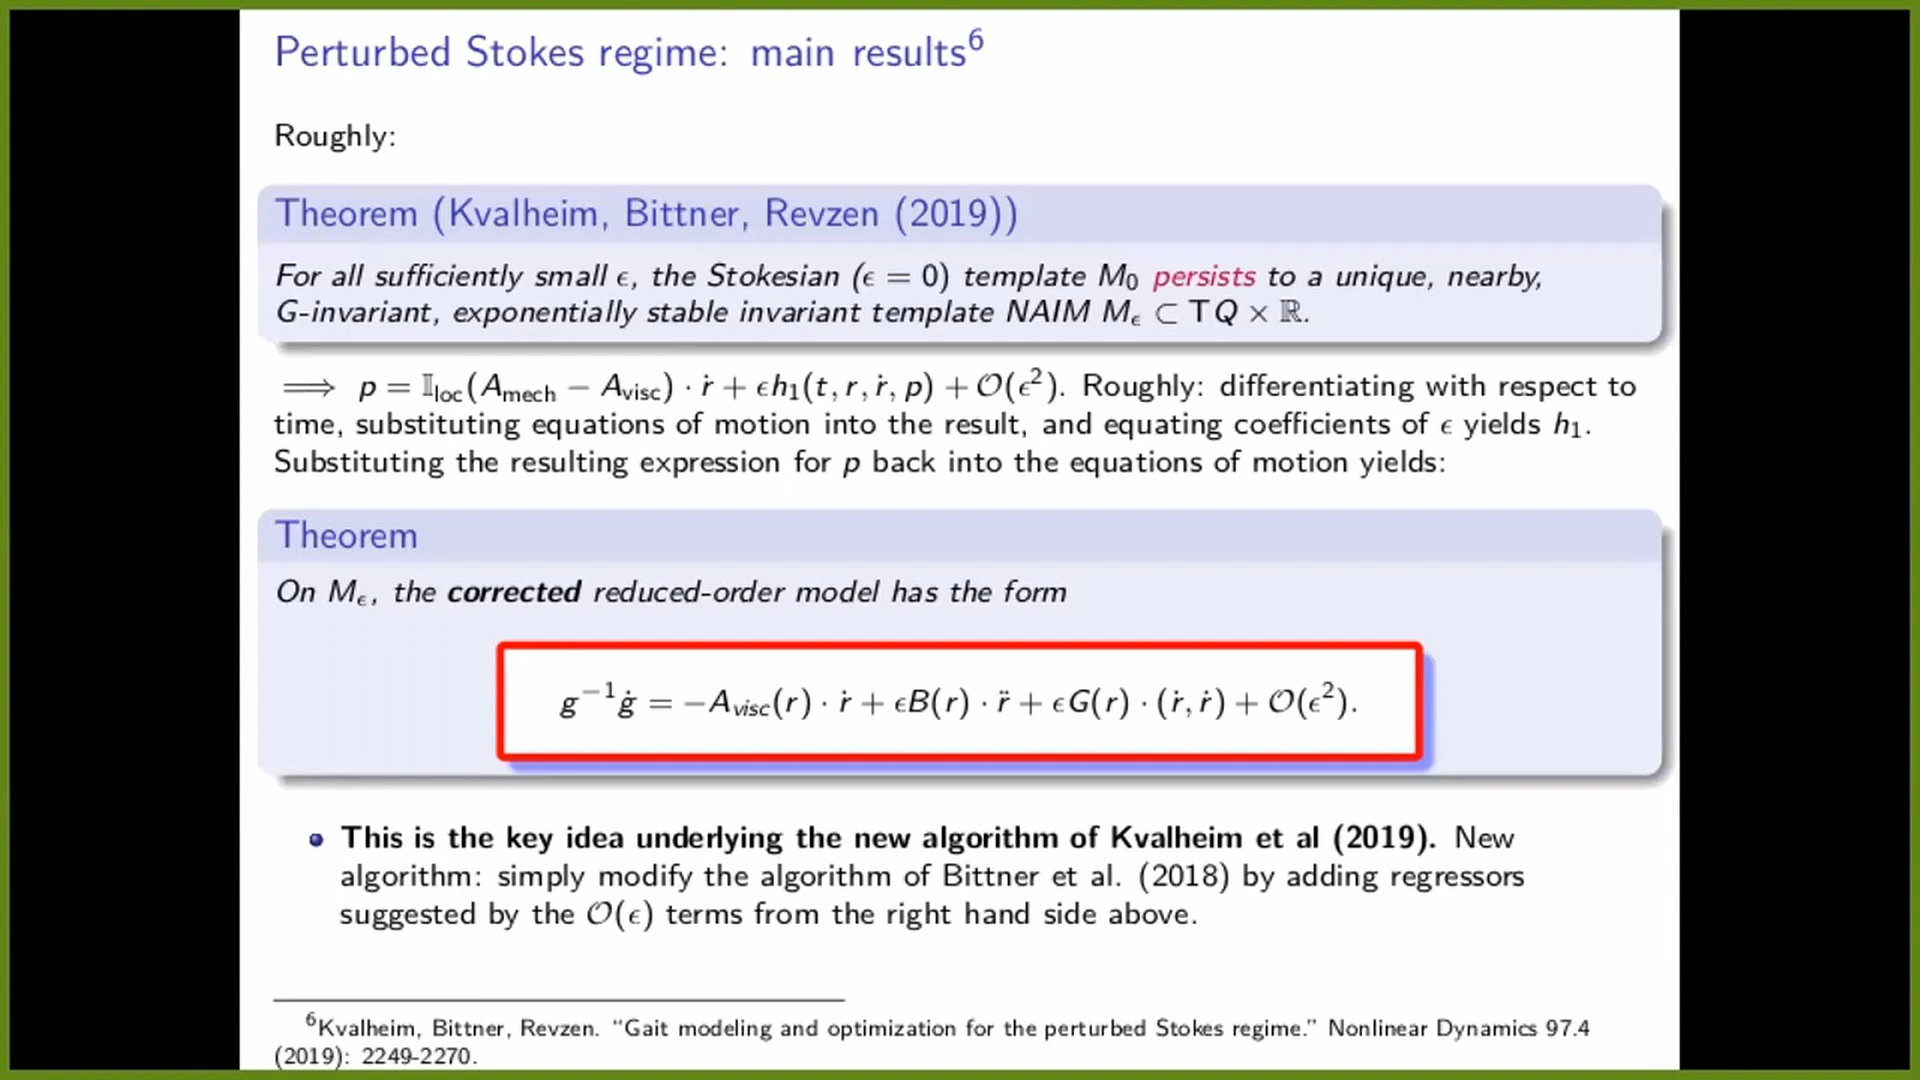 Perturbed Stokes regime: main results⁶
Roughly:
Theorem (Kvalheim, Bittner, Revzen (2019))
For all sufficiently small ϵ, the Stokesian (ϵ = 0) template M₀ persists to a unique, nearby,
G-invariant, exponentially stable invariant template NAIM M_ϵ ⊂ TQ × ℝ.
⟹ p = 𝕀_loc(A_mech − A_visc) · ṙ + ϵh₁(t, r, ṙ, p) + 𝒪(ϵ²). Roughly: differentiating with respect to
time, substituting equations of motion into the result, and equating coefficients of ϵ yields h₁.
Substituting the resulting expression for p back into the equations of motion yields:
Theorem
On M_ϵ, the corrected reduced-order model has the form
g⁻¹ġ = −A_visc(r) · ṙ + ϵB(r) · r̈ + ϵG(r) · (ṙ, ṙ) + 𝒪(ϵ²).
• This is the key idea underlying the new algorithm of Kvalheim et al (2019). New
algorithm: simply modify the algorithm of Bittner et al. (2018) by adding regressors
suggested by the 𝒪(ϵ) terms from the right hand side above.
⁶Kvalheim, Bittner, Revzen. “Gait modeling and optimization for the perturbed Stokes regime.” Nonlinear Dynamics 97.4
(2019): 2249-2270.